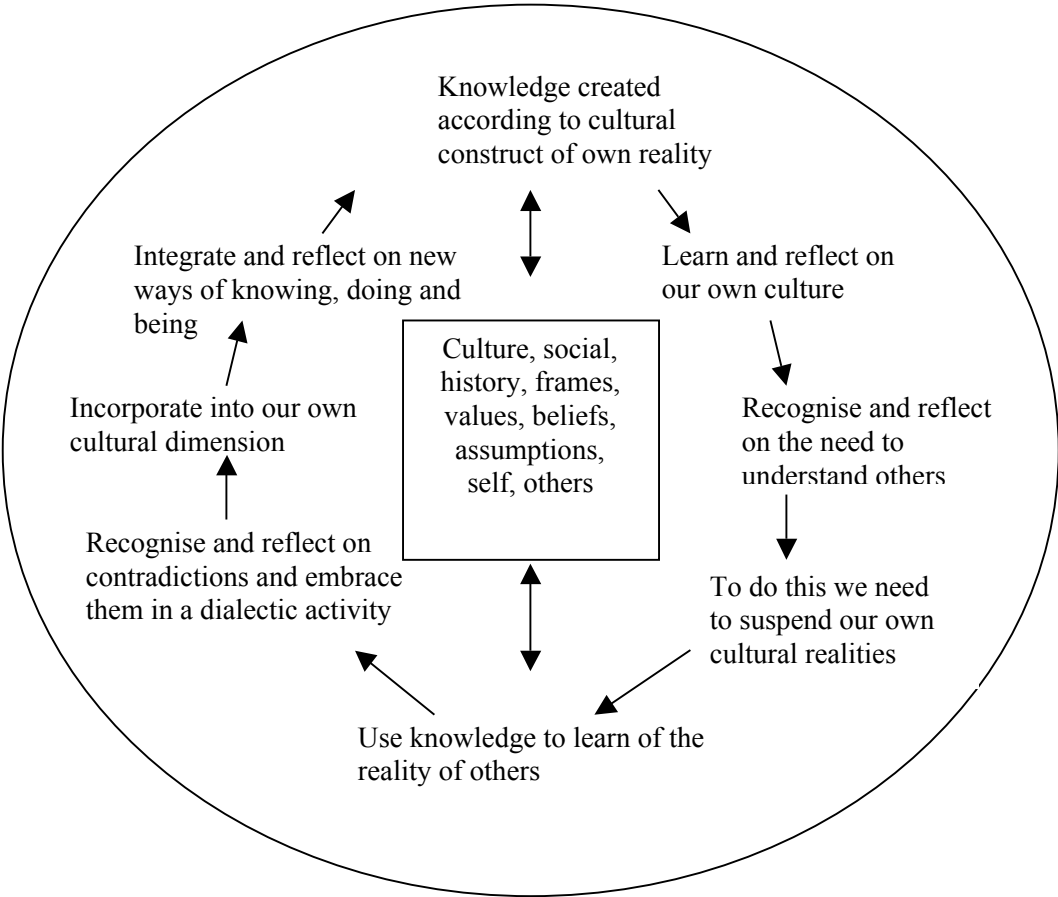 Knowledge created
according to cultural
construct of own reality
Learn and reflect on
our own culture
Recognise and reflect
on the need to
understand others
To do this we need
to suspend our own
cultural realities
Use knowledge to learn of the
reality of others
Recognise and reflect on
contradictions and embrace
them in a dialectic activity
Incorporate into our own
cultural dimension
Integrate and reflect on new
ways of knowing, doing and
being
Culture, social,
history, frames,
values, beliefs,
assumptions,
self, others